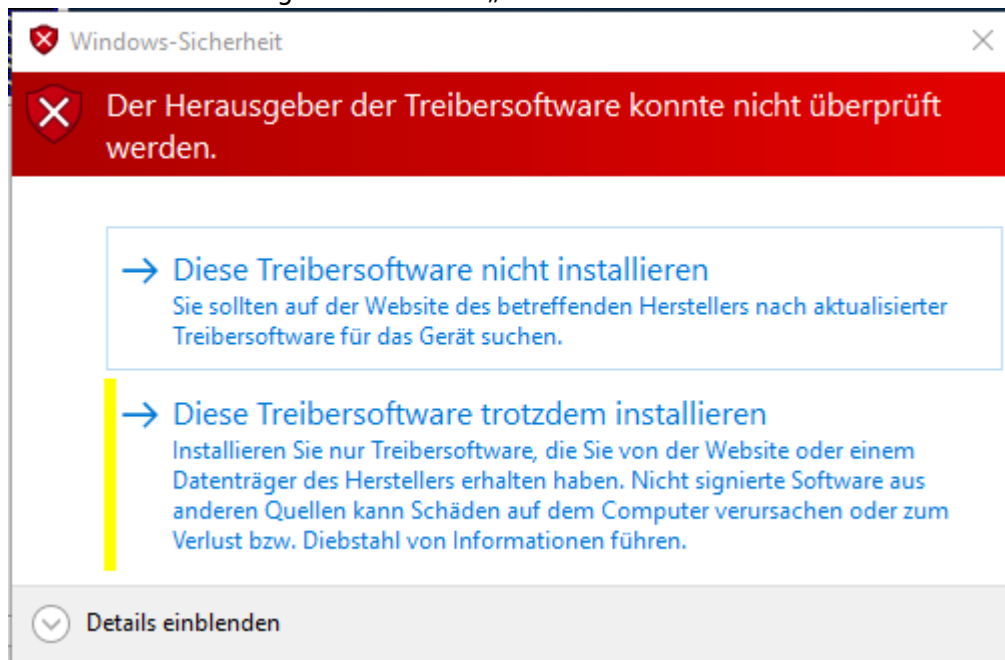 Windows-Sicherheit
Der Herausgeber der Treibersoftware konnte nicht überprüft
werden.
Diese Treibersoftware nicht installieren
Sie sollten auf der Website des betreffenden Herstellers nach aktualisierter
Treibersoftware für das Gerät suchen.
Diese Treibersoftware trotzdem installieren
Installieren Sie nur Treibersoftware, die Sie von der Website oder einem
Datenträger des Herstellers erhalten haben. Nicht signierte Software aus
anderen Quellen kann Schäden auf dem Computer verursachen oder zum
Verlust bzw. Diebstahl von Informationen führen.
Details einblenden